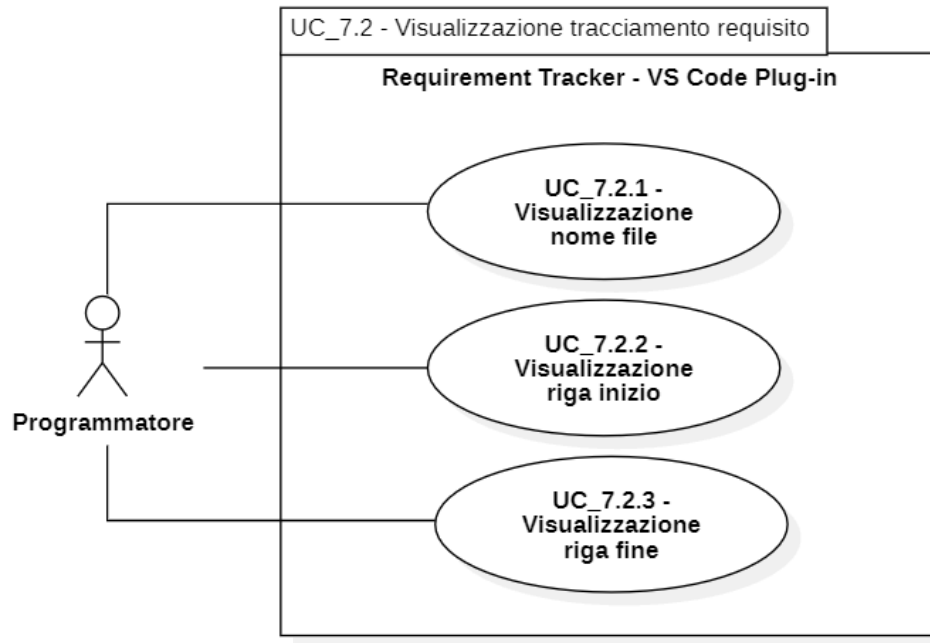 UC_7.2 - Visualizzazione tracciamento requisito
Requirement Tracker - VS Code Plug-in
UC_7.2.1 -
Visualizzazione
nome file
UC_7.2.2 -
Visualizzazione
riga inizio
Programmatore
UC_7.2.3 -
Visualizzazione
riga fine